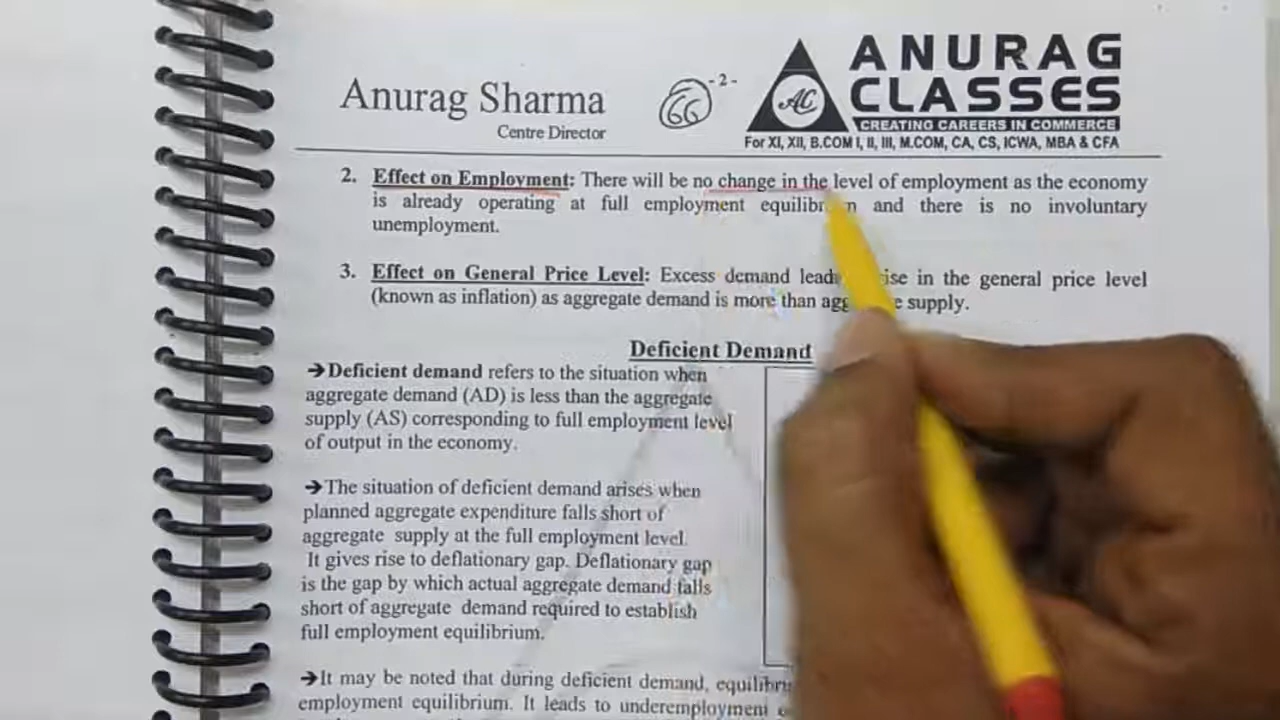 Anurag Sharma
Centre Director
66
-2-
AC
ANURAG
CLASSES
CREATING CAREERS IN COMMERCE
For XI, XII, B.COM I, II, III, M.COM, CA, CS, ICWA, MBA & CFA
2. Effect on Employment: There will be no change in the level of employment as the economy
is already operating at full employment and there is no involuntary
unemployment.
3. Effect on General Price Level: Excess demand in the general price level
(known as inflation) as aggregate demand is more than supply.
Deficient Demand
➔Deficient demand refers to the situation when
aggregate demand (AD) is less than the aggregate
supply (AS) corresponding to full employment level
of output in the economy.
➔The situation of deficient demand arises when
planned aggregate expenditure falls short of
aggregate supply at the full employment level.
It gives rise to deflationary gap. Deflationary gap
is the gap by which actual aggregate demand falls
short of aggregate demand required to establish
full employment equilibrium.
➔It may be noted that during deficient demand,
employment equilibrium. It leads to underemployment